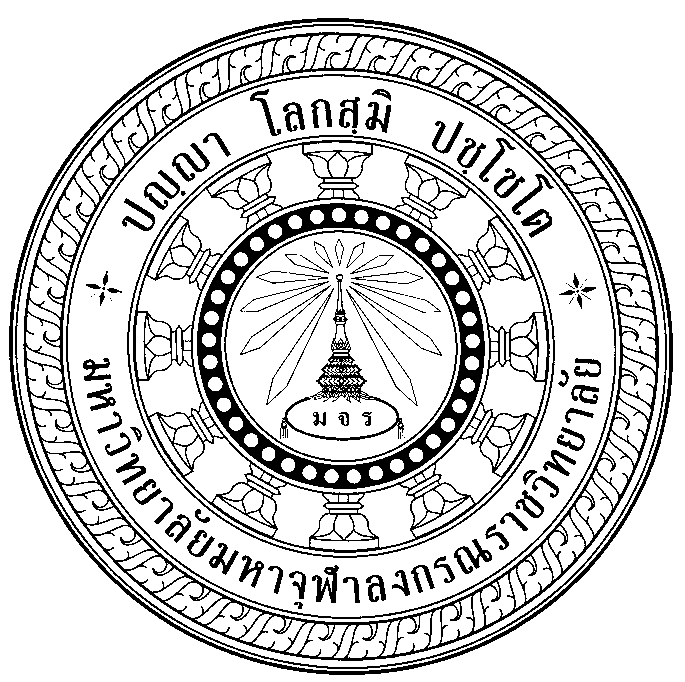 ปญฺญา โลกสฺมิ ปชฺโชโต
ม จ ร
มหาวิทยาลัยมหาจุฬาลงกรณราชวิทยาลัย